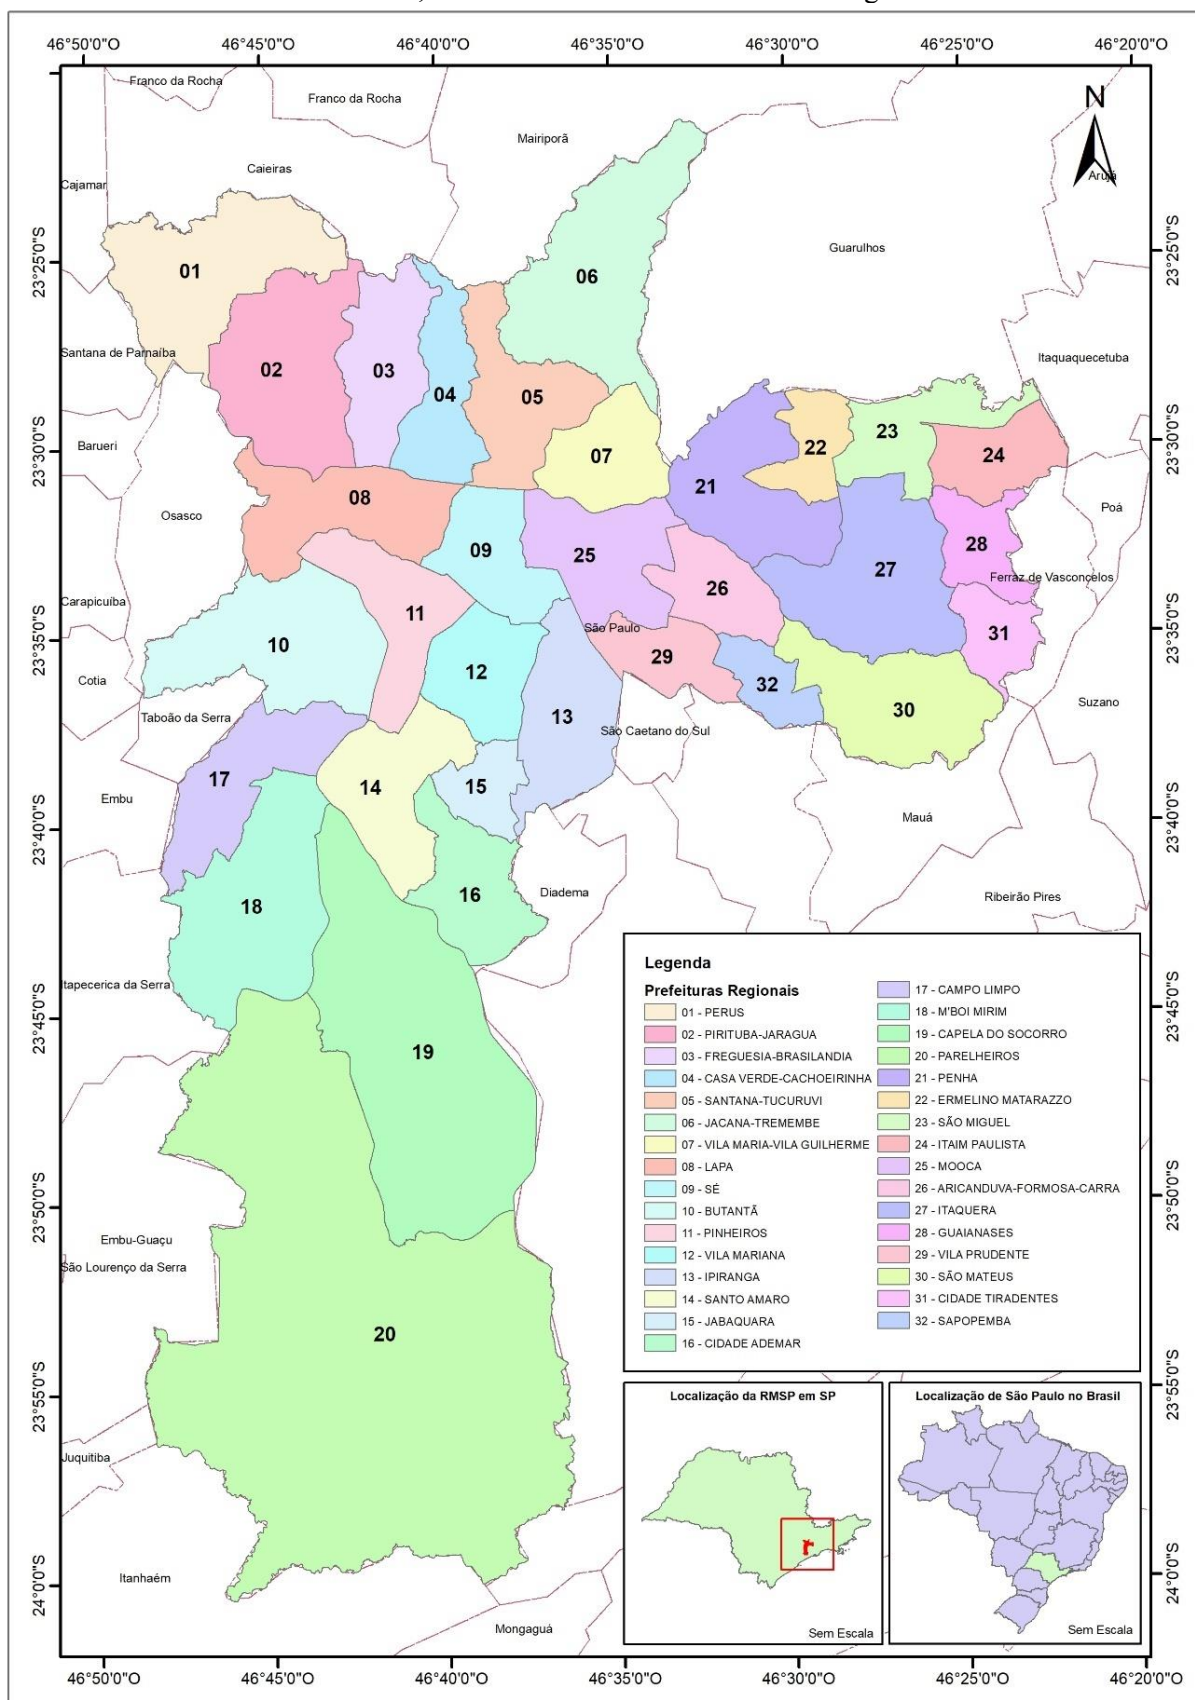 46°50'0"O 46°45'0"O 46°40'0"O 46°35'0"O 46°30'0"O 46°25'0"O 46°20'0"O
Franco da Rocha
Franco da Rocha
N
Mairiporã
Caieiras
Cajamar
Arujá
Guarulhos
23°25'0"S
23°25'0"S
01
06
Santana de Parnaíba
Itaquaquecetuba
02
03
04
05
Barueri
23°30'0"S
23°30'0"S
22
23
24
07
21
08
Osasco
Poá
09
25
28
27
Ferraz de Vasconcelos
Carapicuíba
26
11
São Paulo
31
23°35'0"S
23°35'0"S
10
29
12
32
Cotia
Suzano
Taboão da Serra
13
30
São Caetano do Sul
17
14
15
Embu
Mauá
23°40'0"S
23°40'0"S
16
Diadema
Ribeirão Pires
18
Itapecerica da Serra
23°45'0"S
23°45'0"S
19
23°50'0"S
23°50'0"S
Embu-Guaçu
São Lourenço da Serra
20
23°55'0"S
23°55'0"S
Juquitiba
Itanhaém
24°0'0"S
24°0'0"S
Mongaguá
Legenda
Prefeituras Regionais
01 - PERUS
02 - PIRITUBA-JARAGUA
03 - FREGUESIA-BRASILANDIA
04 - CASA VERDE-CACHOEIRINHA
05 - SANTANA-TUCURUVI
06 - JACANA-TREMEMBE
07 - VILA MARIA-VILA GUILHERME
08 - LAPA
09 - SÉ
10 - BUTANTÃ
11 - PINHEIROS
12 - VILA MARIANA
13 - IPIRANGA
14 - SANTO AMARO
15 - JABAQUARA
16 - CIDADE ADEMAR
17 - CAMPO LIMPO
18 - M'BOI MIRIM
19 - CAPELA DO SOCORRO
20 - PARELHEIROS
21 - PENHA
22 - ERMELINO MATARAZZO
23 - SÃO MIGUEL
24 - ITAIM PAULISTA
25 - MOOCA
26 - ARICANDUVA-FORMOSA-CARRA
27 - ITAQUERA
28 - GUAIANASES
29 - VILA PRUDENTE
30 - SÃO MATEUS
31 - CIDADE TIRADENTES
32 - SAPOPEMBA
Localização da RMSP em SP
Sem Escala
Localização de São Paulo no Brasil
Sem Escala
46°50'0"O 46°45'0"O 46°40'0"O 46°35'0"O 46°30'0"O 46°25'0"O 46°20'0"O